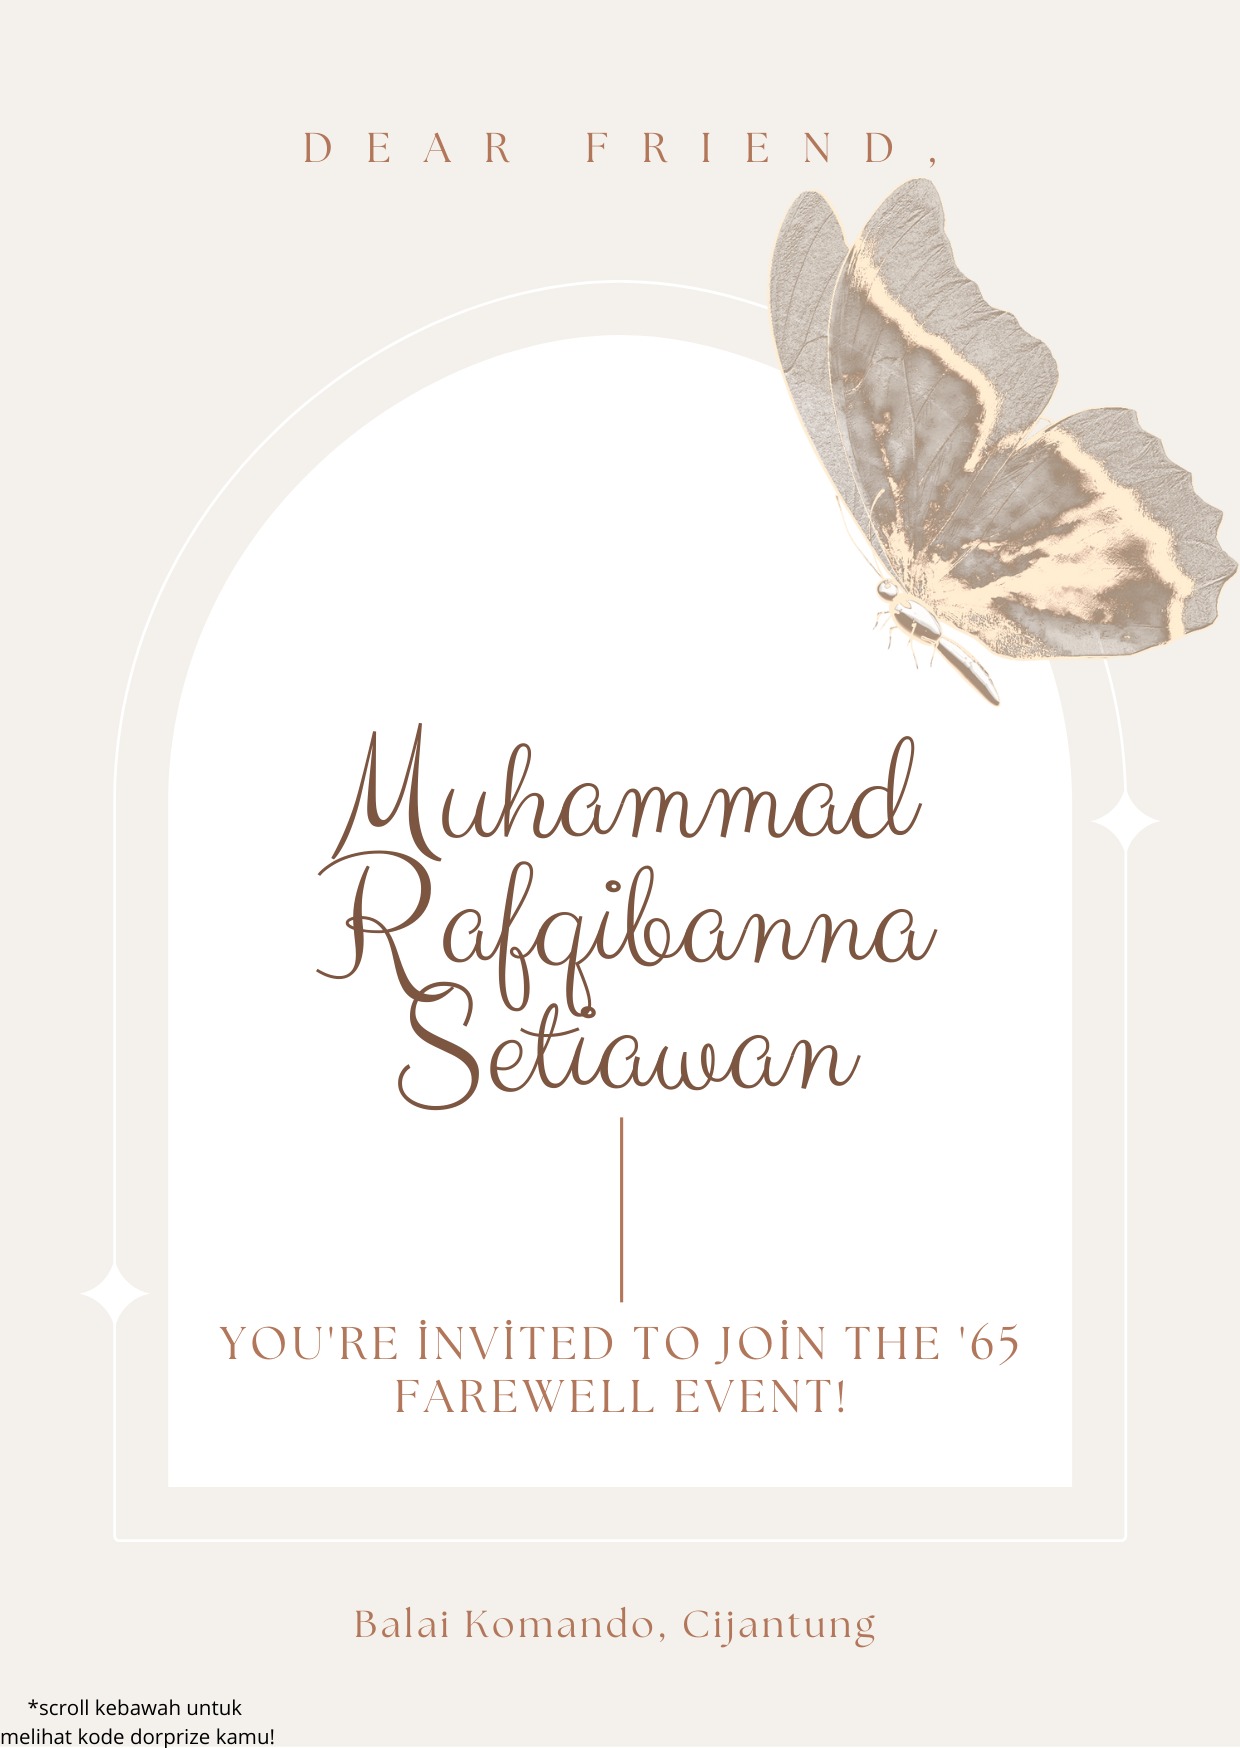 DEAR FRIEND,
Muhammad
Rafqibanna
Setiawan
YOU'RE İNVİTED TO JOİN THE '65
FAREWELL EVENT!
Balai Komando, Cijantung
*scroll kebawah untuk
melihat kode dorprize kamu!